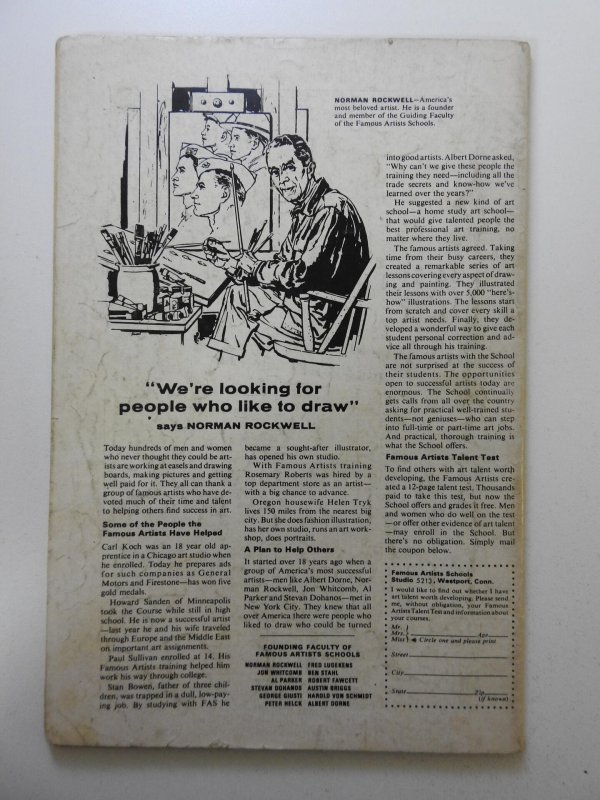 NORMAN ROCKWELL—America's
most beloved artist. He is a founder
and member of the Guiding Faculty
of the Famous Artists Schools.
"We're looking for
people who like to draw"
says NORMAN ROCKWELL
Today hundreds of men and women
who never thought they could be art-
ists are working at easels and drawing
boards, making pictures and getting
well paid for it. They all can thank a
group of famous artists who have de-
voted much of their time and talent
to helping others find success in art.
Some of the People the
Famous Artists Have Helped
Carl Koch was an 18 year old ap-
prentice in a Chicago art studio when
he enrolled. Today he prepares ads
for such companies as General
Motors and Firestone—has won five
gold medals.
Howard Sanden of Minneapolis
took the Course while still in high
school. He is now a successful artist
—last year he and his wife traveled
through Europe and the Middle East
on important art assignments.
Paul Sullivan enrolled at 14. His
Famous Artists training helped him
work his way through college.
Stan Bowen, father of three chil-
dren, was trapped in a dull, low-pay-
ing job. By studying with FAS he
became a sought-after illustrator,
has opened his own studio.
With Famous Artists training
Rosemary Roberts was hired by a
top department store as an artist—
with a big chance to advance.
Oregon housewife Helen Tryk
lives 150 miles from the nearest big
city. But she does fashion illustration,
has her own studio, runs an art work-
shop, does portraits.
A Plan to Help Others
It started over 18 years ago when a
group of America's most successful
artists—men like Albert Dorne, Nor-
man Rockwell, Jon Whitcomb, Al
Parker and Stevan Dohanos—met in
New York City. They knew that all
over America there were people who
liked to draw who could be turned
FOUNDING FACULTY OF
FAMOUS ARTISTS SCHOOLS
NORMAN ROCKWELL FRED LUDEKENS
JON WHITCOMB BEN STAHL
AL PARKER ROBERT FAWCETT
STEVAN DOHANOS AUSTIN BRIGGS
GEORGE GIUSTI HAROLD VON SCHMIDT
PETER HELCK ALBERT DORNE
into good artists. Albert Dorne asked,
"Why can't we give these people the
training they need—including all the
trade secrets and know-how we've
learned over the years?"
He suggested a new kind of art
school—a home study art school—
that would give talented people the
best professional art training, no
matter where they live.
The famous artists agreed. Taking
time from their busy careers, they
created a remarkable series of art
lessons covering every aspect of draw-
ing and painting. They illustrated
their lessons with over 5,000 "here's-
how" illustrations. The lessons start
from scratch and cover every skill a
top artist needs. Finally, they de-
veloped a wonderful way to give each
student personal correction and ad-
vice all through his training.
The famous artists with the School
are not surprised at the success of
their students. The opportunities
open to successful artists today are
enormous. The School continually
gets calls from all over the country
asking for practical well-trained stu-
dents—not geniuses—who can step
into full-time or part-time art jobs.
And practical, thorough training is
what the School offers.
Famous Artists Talent Test
To find others with art talent worth
developing, the Famous Artists cre-
ated a 12-page talent test. Thousands
paid to take this test, but now the
School offers and grades it free. Men
and women who do well on the test
—or offer other evidence of art talent
—may enroll in the School. But
there's no obligation. Simply mail
the coupon below.
Famous Artists Schools
Studio 5213, Westport, Conn.
I would like to find out whether I have
art talent worth developing. Please send
me, without obligation, your Famous
Artists Talent Test and information about
your courses.
Mr.
Mrs. Age
Miss Circle one and please print
Street
City
State Zip
(if known)